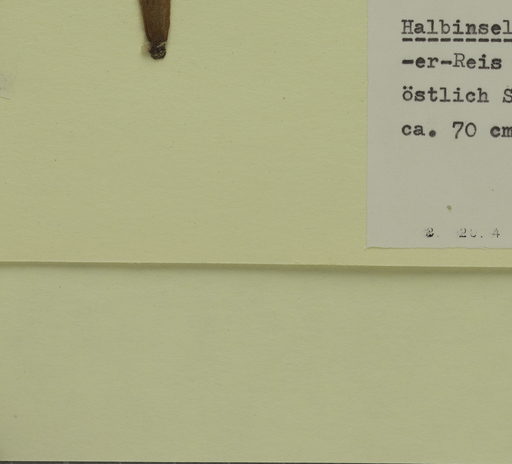 Halbinsel
-er-Reis
östlich S
ca. 70 cm